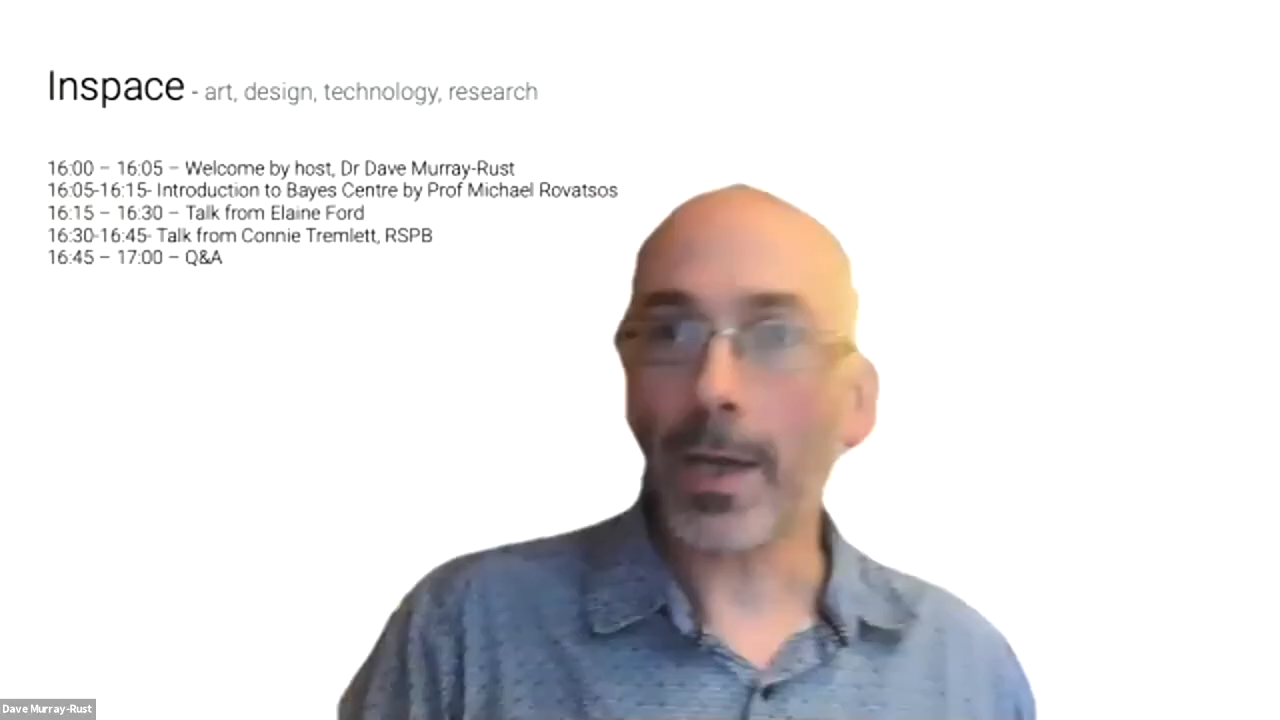 Inspace - art, design, technology, research
16:00 – 16:05 – Welcome by host, Dr Dave Murray-Rust
16:05-16:15- Introduction to Bayes Centre by Prof Michael Rovatsos
16:15 – 16:30 – Talk from Elaine Ford
16:30-16:45- Talk from Connie Tremlett, RSPB
16:45 – 17:00 – Q&A
Dave Murray-Rust